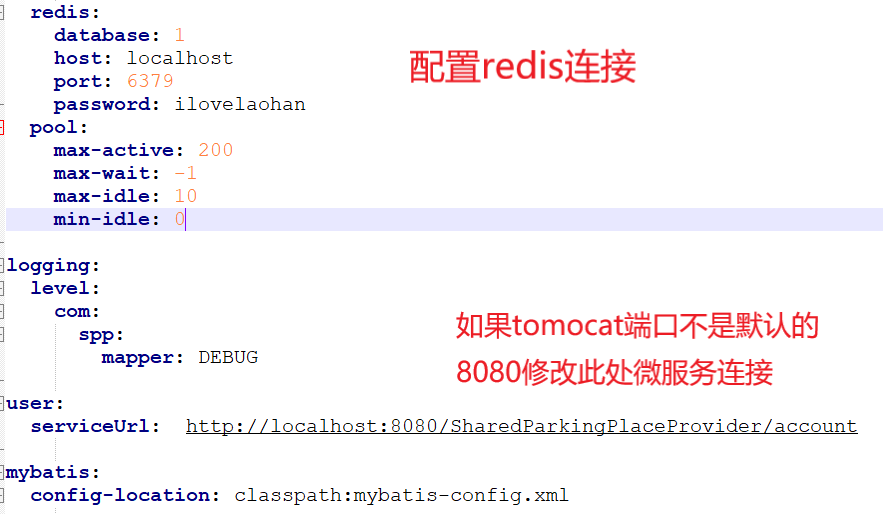 redis:
database: 1
host: localhost
配置redis连接
port: 6379
password: ilovelaohan
pool:
max-active: 200
max-wait: -1
max-idle: 10
min-idle: 0
logging:
level:
com:
spp:
如果tomocat端口不是默认的
mapper: DEBUG
8080修改此处微服务连接
user:
serviceUrl: http://localhost:8080/SharedParkingPlaceProvider/account
mybatis:
config-location: classpath:mybatis-config.xml